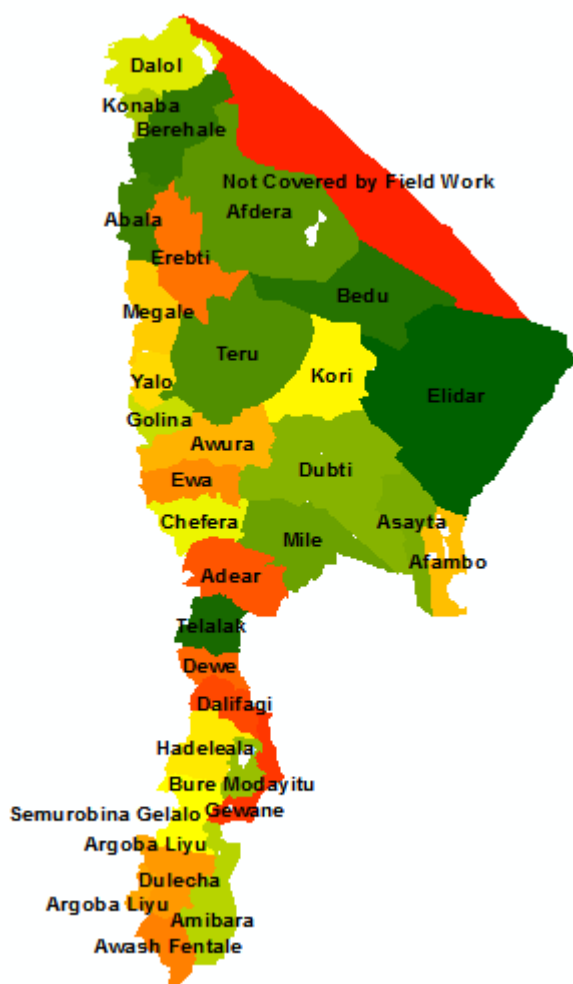 Dalol
Konaba
Berehale
Not Covered by Field Work
Afdera
Abala
Erebti
Bedu
Megale
Teru
Kori
Yalo
Elidar
Golina
Awura
Dubti
Ewa
Chefera
Asayta
Mile
Afambo
Adear
Telalak
Dewe
Dalifagi
Hadeleala
Bure Modayitu
Gewane
Semurobina Gelalo
Argoba Liyu
Dulecha
Argoba Liyu
Amibara
Awash Fentale